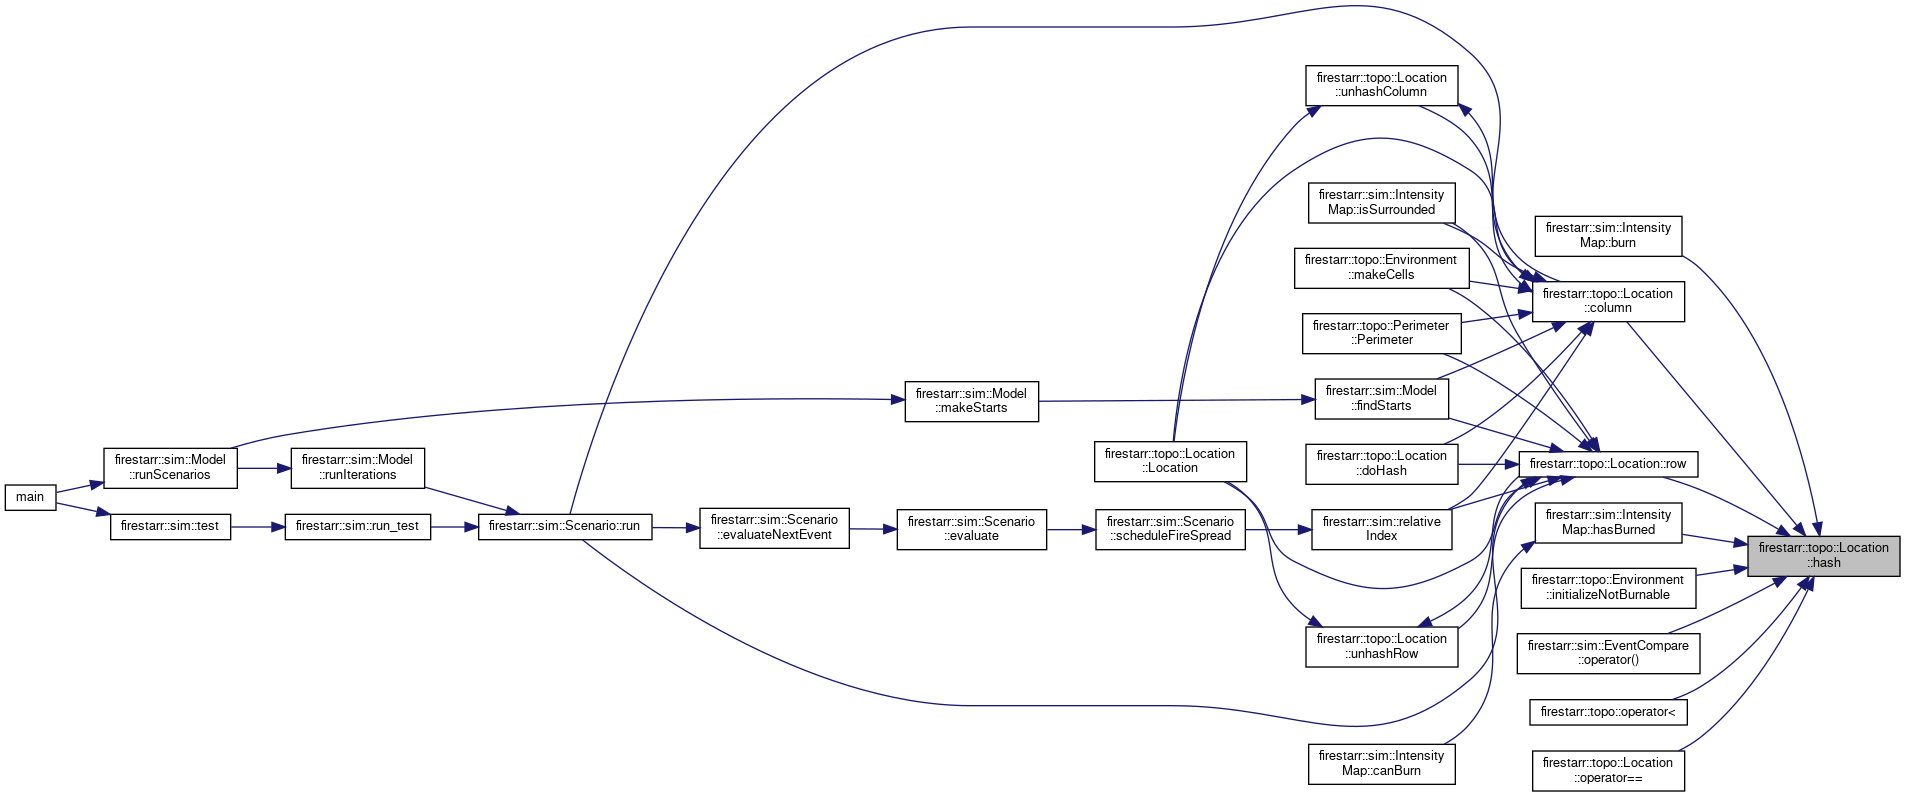 main
firestarr::sim::Model
::runScenarios
firestarr::sim::test
firestarr::sim::Model
::runIterations
firestarr::sim::run_test
firestarr::sim::Scenario::run
firestarr::sim::Scenario
::evaluateNextEvent
firestarr::sim::Model
::makeStarts
firestarr::sim::Scenario
::evaluate
firestarr::topo::Location
::Location
firestarr::sim::Scenario
::scheduleFireSpread
firestarr::topo::Location
::unhashColumn
firestarr::sim::Intensity
Map::isSurrounded
firestarr::topo::Environment
::makeCells
firestarr::topo::Perimeter
::Perimeter
firestarr::sim::Model
::findStarts
firestarr::topo::Location
::doHash
firestarr::sim::relative
Index
firestarr::topo::Location
::unhashRow
firestarr::sim::Intensity
Map::canBurn
firestarr::sim::Intensity
Map::burn
firestarr::topo::Location
::column
firestarr::topo::Location::row
firestarr::sim::Intensity
Map::hasBurned
firestarr::topo::Environment
::initializeNotBurnable
firestarr::sim::EventCompare
::operator()
firestarr::topo::operator<
firestarr::topo::Location
::operator==
firestarr::topo::Location
::hash